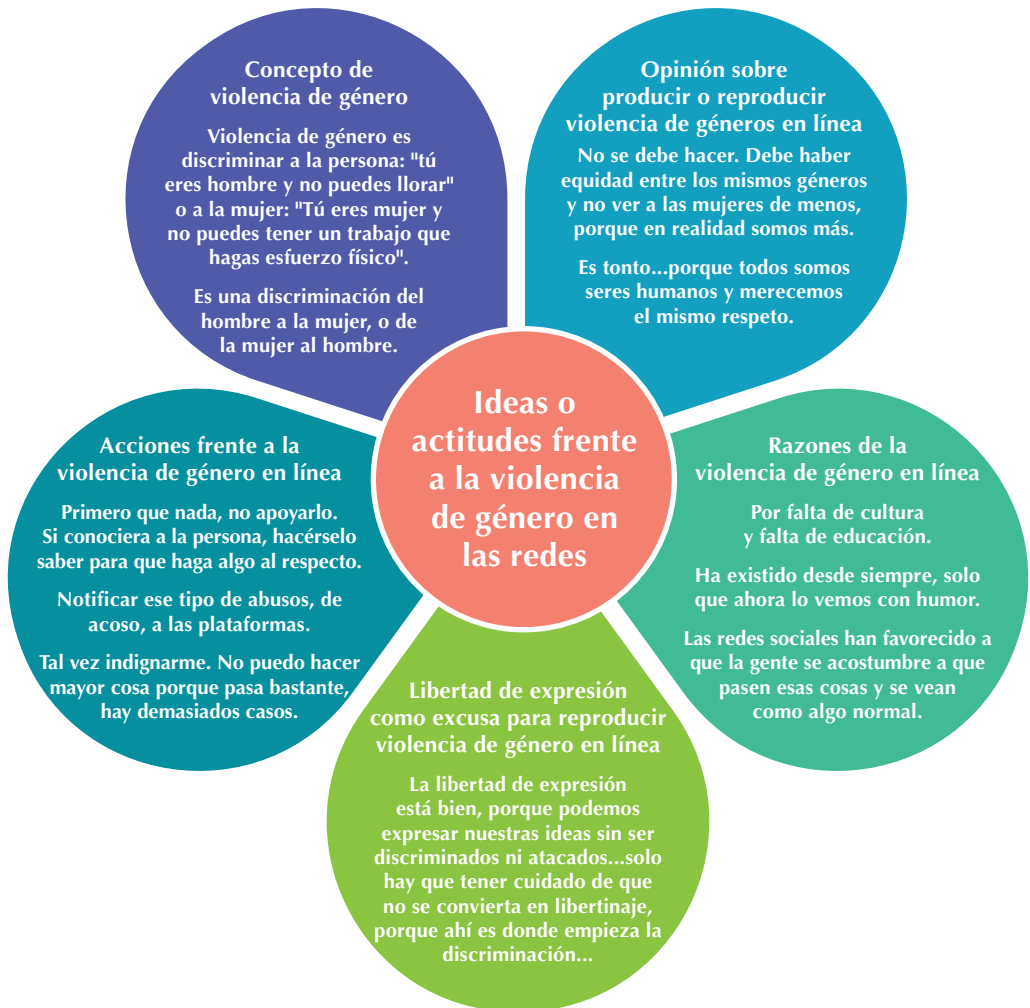 Concepto de
violencia de género
Violencia de género es
discriminar a la persona: "tú
eres hombre y no puedes llorar"
o a la mujer: "Tú eres mujer y
no puedes tener un trabajo que
hagas esfuerzo físico".
Es una discriminación del
hombre a la mujer, o de
la mujer al hombre.
Opinión sobre
producir o reproducir
violencia de géneros en línea
No se debe hacer. Debe haber
equidad entre los mismos géneros
y no ver a las mujeres de menos,
porque en realidad somos más.
Es tonto...porque todos somos
seres humanos y merecemos
el mismo respeto.
Ideas o
actitudes frente
a la violencia
de género en
las redes
Acciones frente a la
violencia de género en línea
Primero que nada, no apoyarlo.
Si conociera a la persona, hacérselo
saber para que haga algo al respecto.
Notificar ese tipo de abusos, de
acoso, a las plataformas.
Tal vez indignarme. No puedo hacer
mayor cosa porque pasa bastante,
hay demasiados casos.
Razones de la
violencia de género en línea
Por falta de cultura
y falta de educación.
Ha existido desde siempre, solo
que ahora lo vemos con humor.
Las redes sociales han favorecido a
que la gente se acostumbre a que
pasen esas cosas y se vean
como algo normal.
Libertad de expresión
como excusa para reproducir
violencia de género en línea
La libertad de expresión
está bien, porque podemos
expresar nuestras ideas sin ser
discriminados ni atacados...solo
hay que tener cuidado de que
no se convierta en libertinaje,
porque ahí es donde empieza la
discriminación...